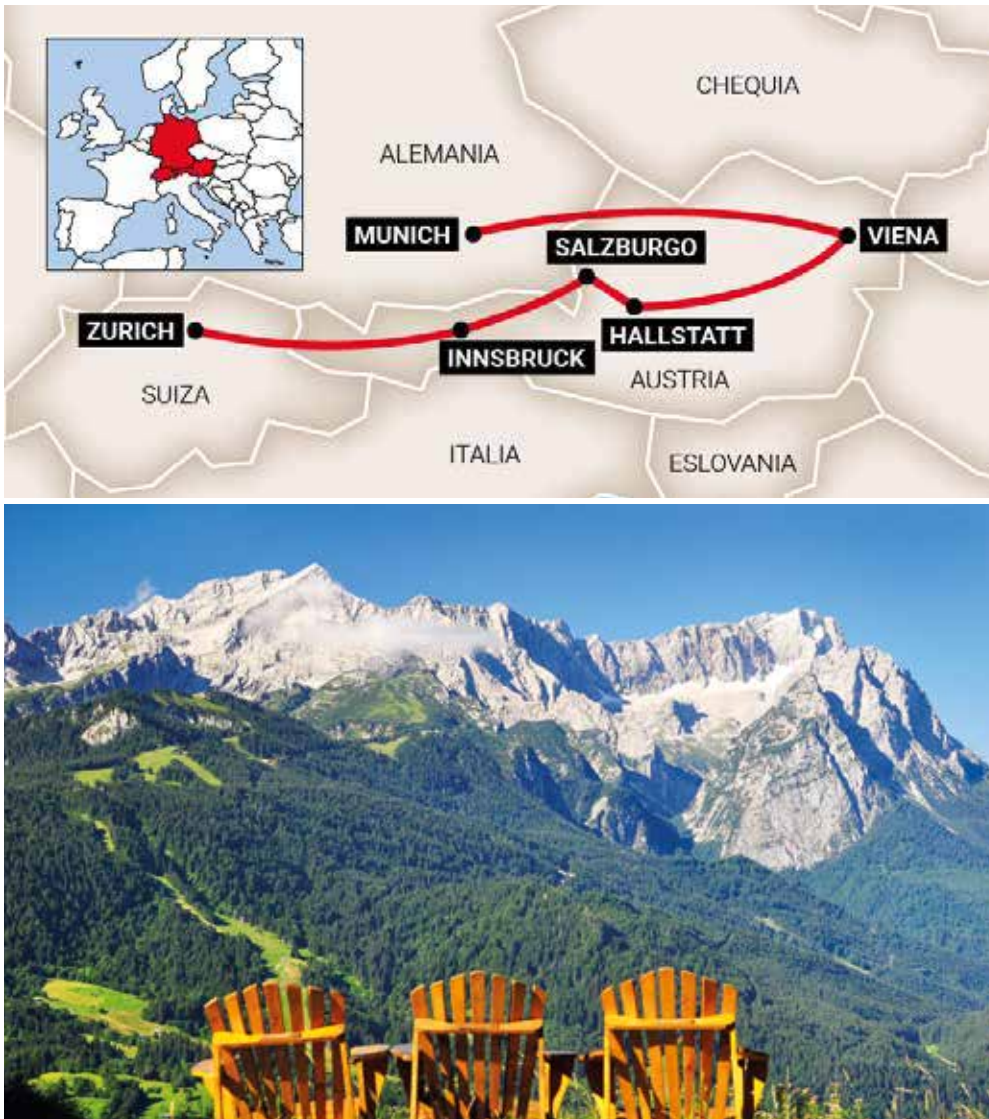 CHEQUIA
ALEMANIA
MUNICH
SALZBURGO
VIENA
ZURICH
INNSBRUCK
HALLSTATT
SUIZA
AUSTRIA
ITALIA
ESLOVANIA